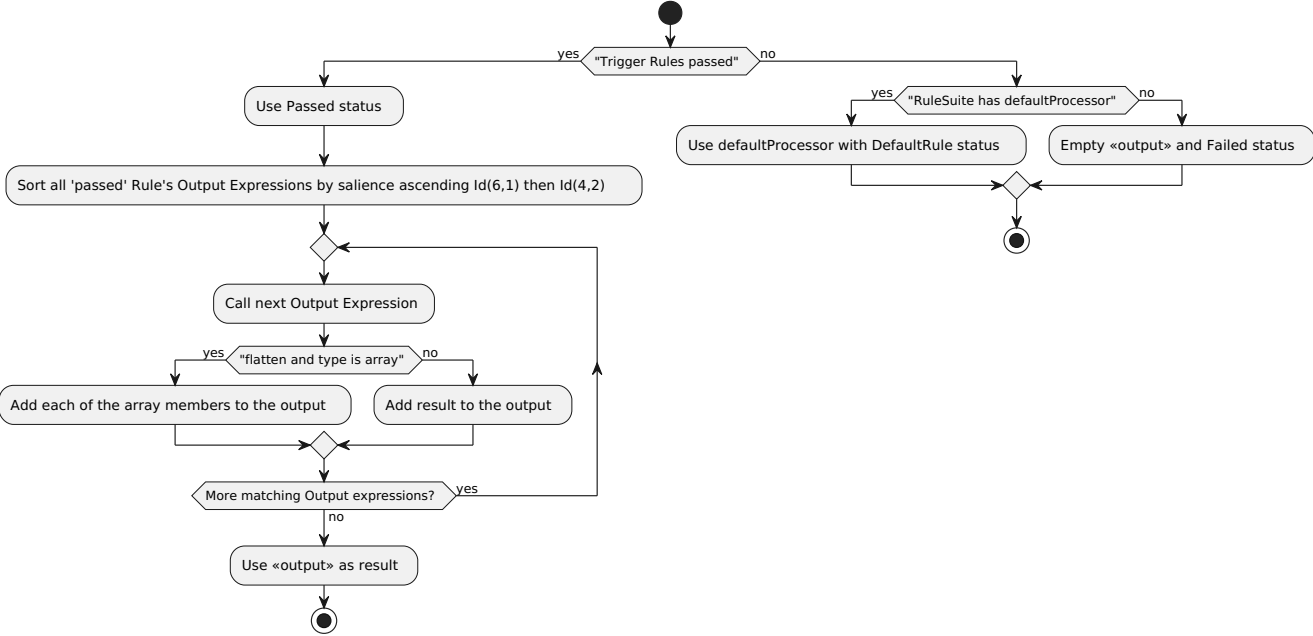 yes
"Trigger Rules passed"
no
Use Passed status
yes
"RuleSuite has defaultProcessor"
no
Use defaultProcessor with DefaultRule status
Empty «output» and Failed status
Sort all 'passed' Rule's Output Expressions by salience ascending Id(6,1) then Id(4,2)
Call next Output Expression
yes
"flatten and type is array"
no
Add each of the array members to the output
Add result to the output
More matching Output expressions?
yes
no
Use «output» as result